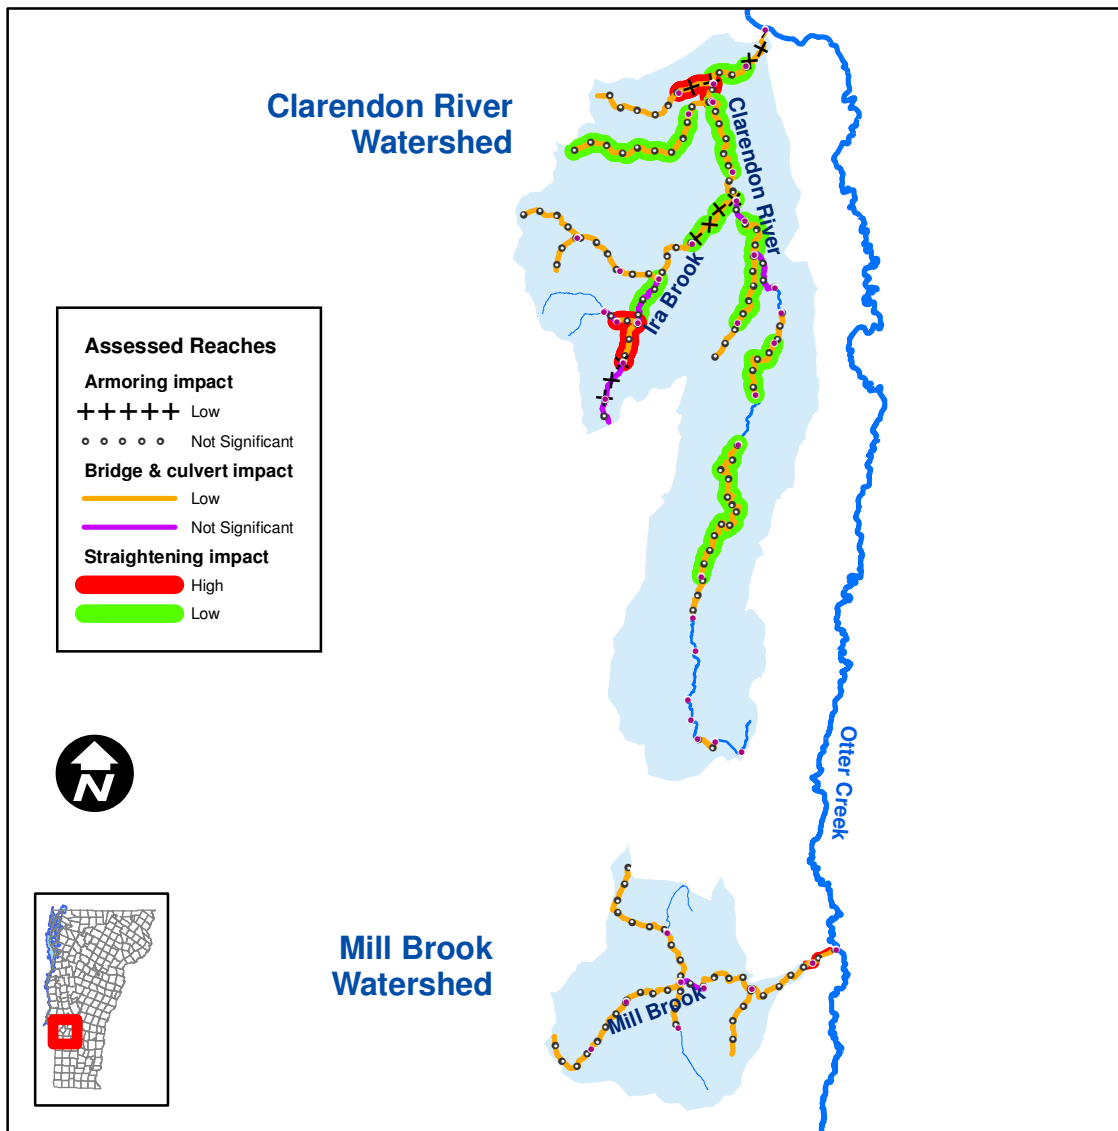 Clarendon River
Watershed
Clarendon River
Ira Brook
Assessed Reaches
Armoring impact
Low
Not Significant
Bridge & culvert impact
Low
Not Significant
Straightening impact
High
Low
N
Otter Creek
Mill Brook
Watershed
Mill Brook